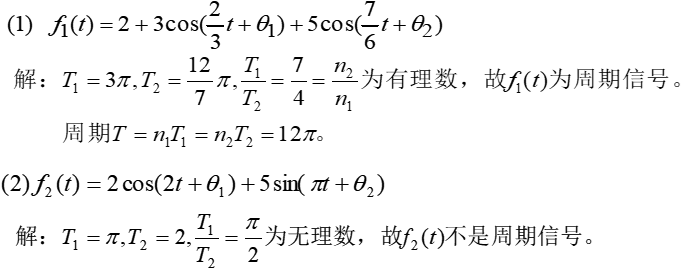 (1) f₁(t) = 2 + 3cos(2/3 t + θ₁) + 5cos(7/6 t + θ₂)
解：T₁ = 3π, T₂ = 12/7 π, T₁/T₂ = 7/4 = n₂/n₁ 为有理数，故f₁(t)为周期信号。
周期T = n₁T₁ = n₂T₂ = 12π。
(2) f₂(t) = 2cos(2t + θ₁) + 5sin( πt + θ₂)
解：T₁ = π, T₂ = 2, T₁/T₂ = π/2 为无理数，故f₂(t)不是周期信号。